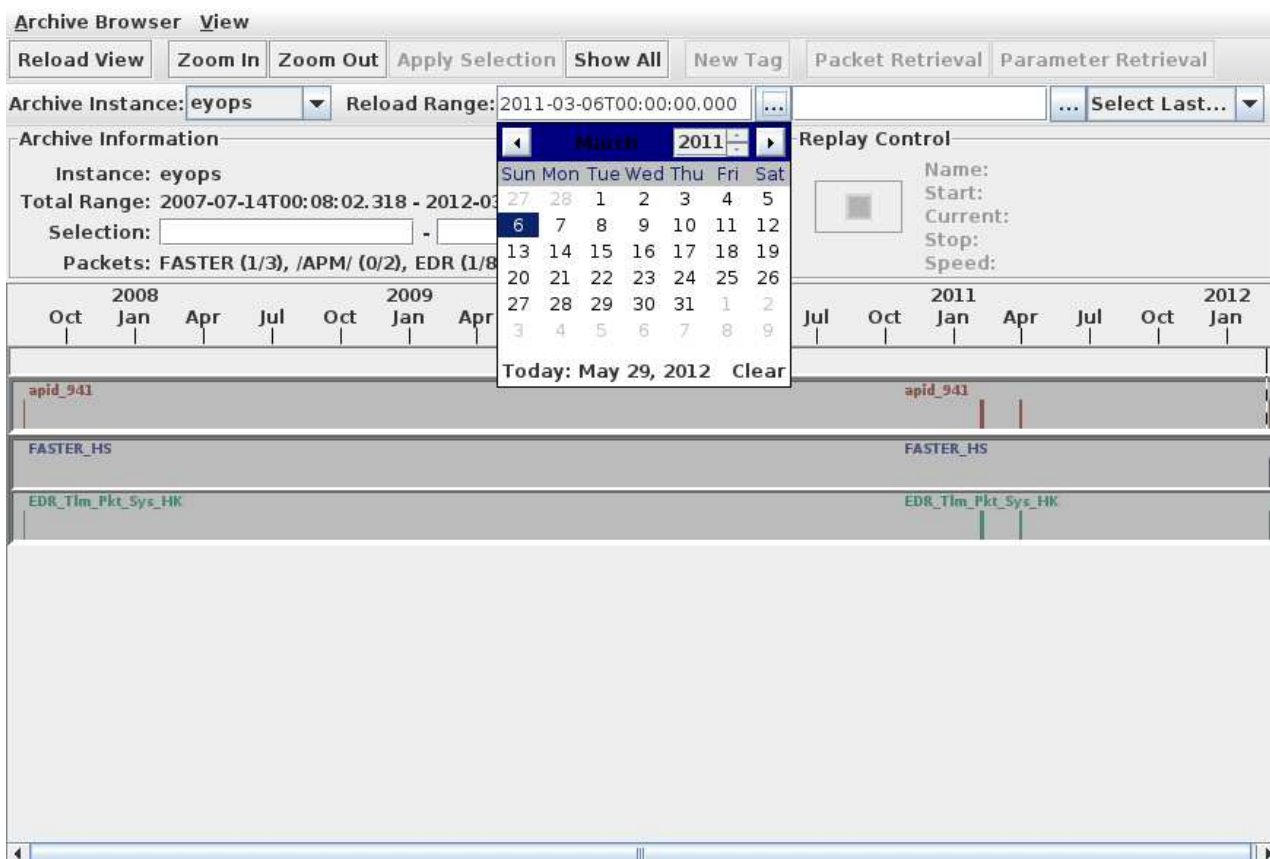 Archive Browser View
Reload View Zoom In Zoom Out Apply Selection Show All New Tag Packet Retrieval Parameter Retrieval
Archive Instance: eyops Reload Range: 2011-03-06T00:00:00.000 ... ... Select Last...
Archive Information
Instance: eyops
Total Range: 2007-07-14T00:08:02.318 - 2012-03
Selection: -
Packets: FASTER (1/3), /APM/ (0/2), EDR (1/8
March 2011
Sun Mon Tue Wed Thu Fri Sat
27 28 1 2 3 4 5
6 7 8 9 10 11 12
13 14 15 16 17 18 19
20 21 22 23 24 25 26
27 28 29 30 31 1 2
3 4 5 6 7 8 9
Today: May 29, 2012 Clear
Replay Control
Name:
Start:
Current:
Stop:
Speed:
2008 2009 2011 2012
Oct Jan Apr Jul Oct Jan Apr Jul Oct Jan Apr Jul Oct Jan
apid_941 apid_941
FASTER_HS FASTER_HS
EDR_Tlm_Pkt_Sys_HK EDR_Tlm_Pkt_Sys_HK